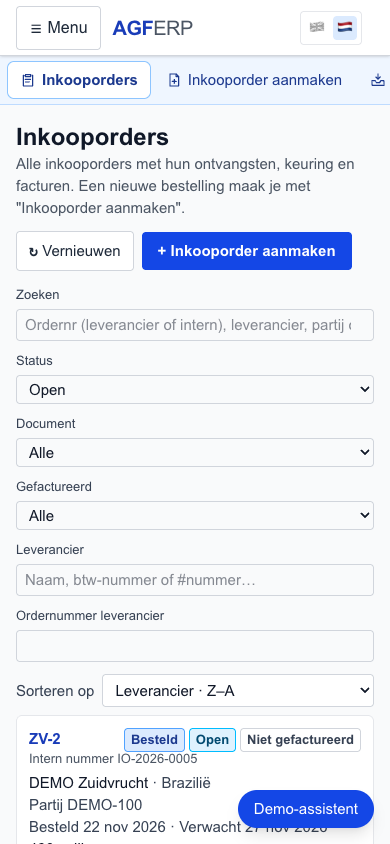 ☰ Menu
AGFERP
Inkooporders
Inkooporder aanmaken
Inkooporders
Alle inkooporders met hun ontvangsten, keuring en
facturen. Een nieuwe bestelling maak je met
"Inkooporder aanmaken".
↻ Vernieuwen
+ Inkooporder aanmaken
Zoeken
Ordernr (leverancier of intern), leverancier, partij
Status
Open
Document
Alle
Gefactureerd
Alle
Leverancier
Naam, btw-nummer of #nummer…
Ordernummer leverancier
Sorteren op
Leverancier · Z–A
ZV-2
Besteld
Open
Niet gefactureerd
Intern nummer IO-2026-0005
DEMO Zuidvrucht · Brazilië
Partij DEMO-100
Demo-assistent
Besteld 22 nov 2026 · Verwacht 27 nov 2026